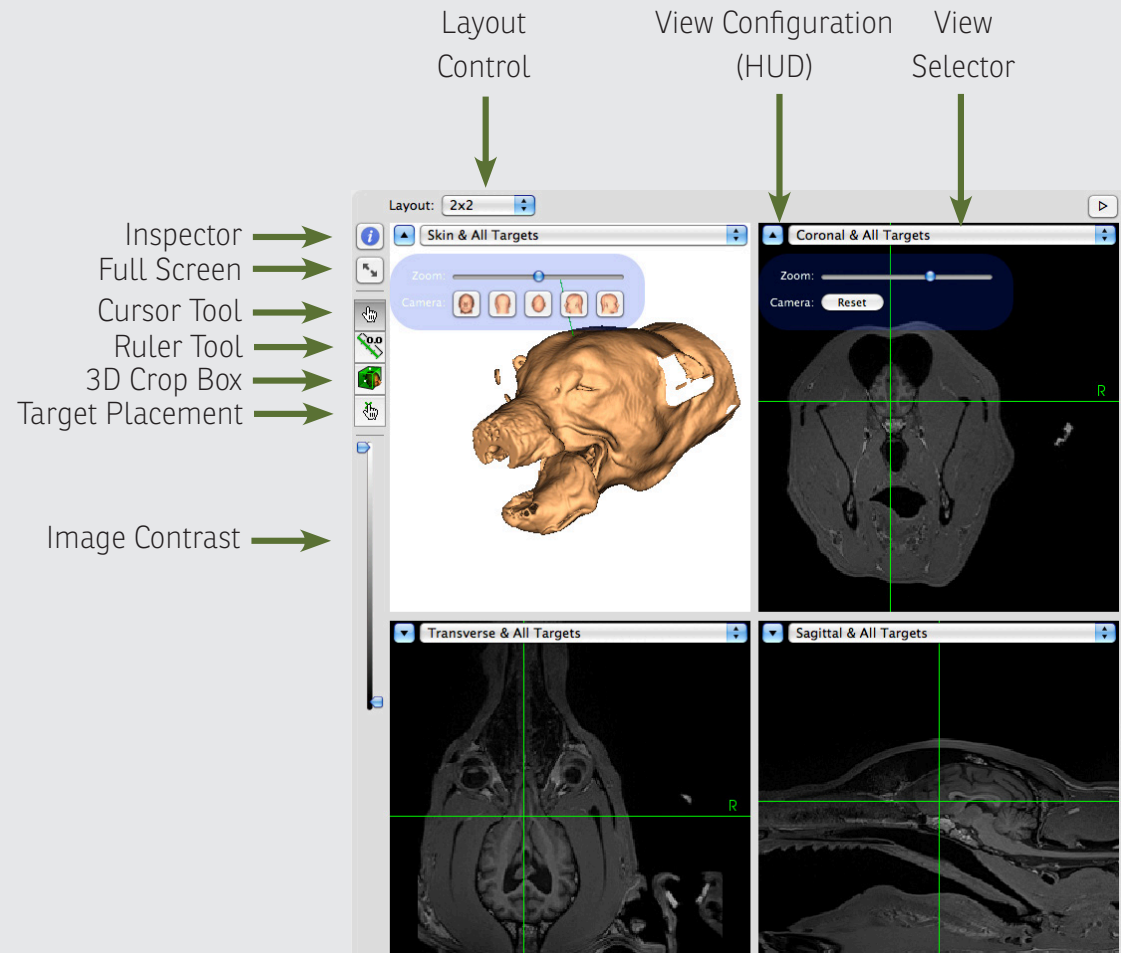 Layout
Control
View Configuration
(HUD)
View
Selector
Layout: 2x2
Inspector
Full Screen
Cursor Tool
Ruler Tool
3D Crop Box
Target Placement
Image Contrast
Skin & All Targets
Zoom:
Camera:
0.0
Coronal & All Targets
Zoom:
Camera: Reset
R
Transverse & All Targets
R
Sagittal & All Targets